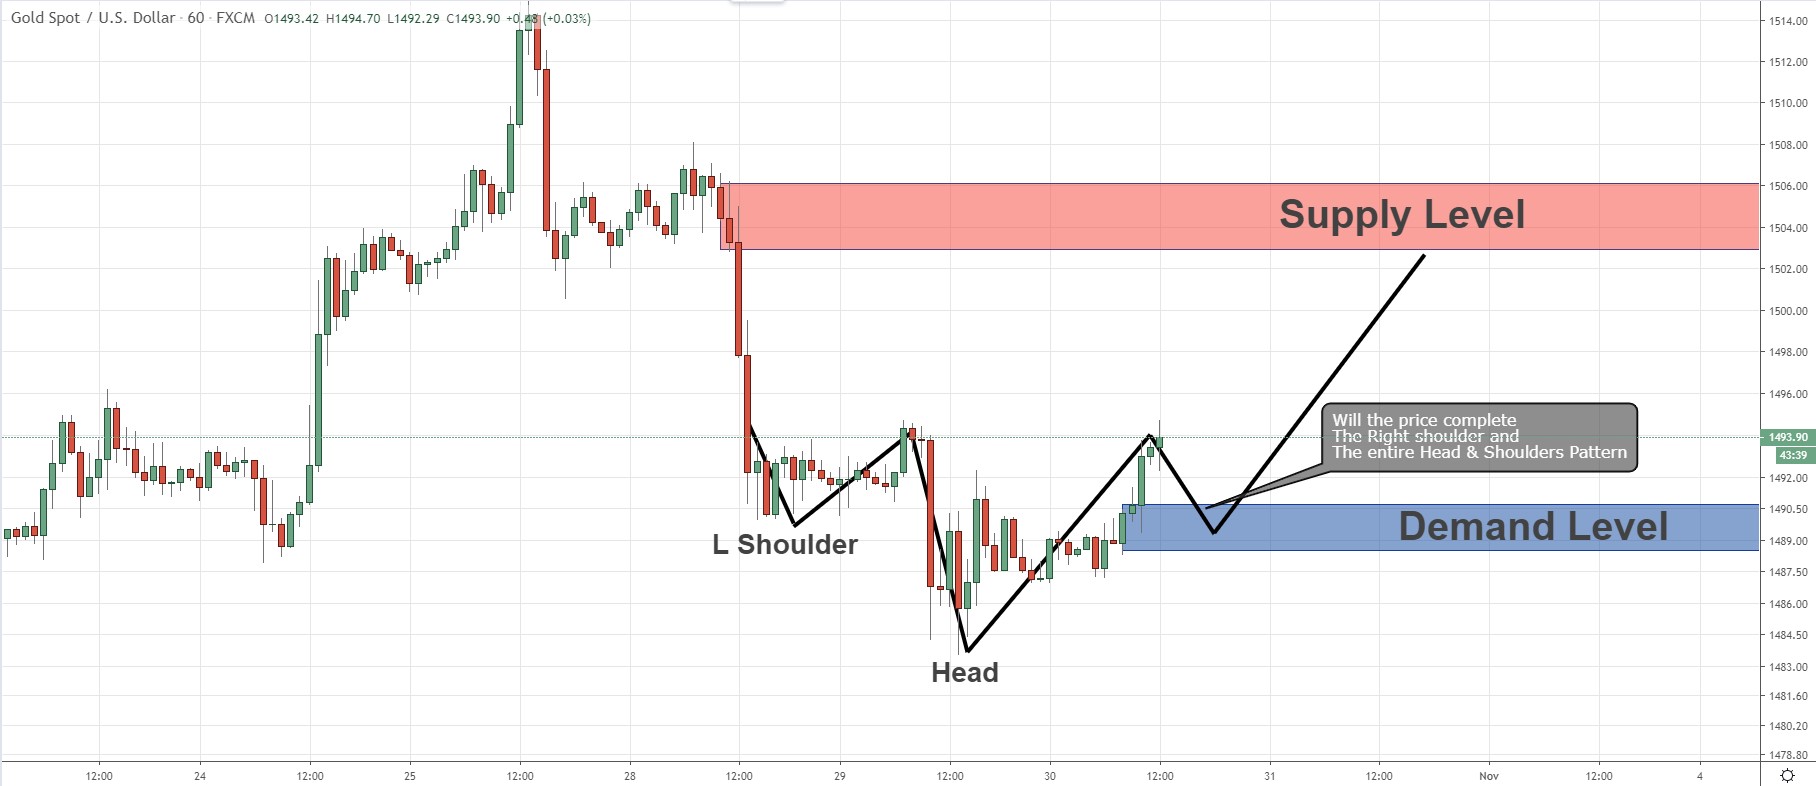 Gold Spot / U.S. Dollar · 60 · FXCM O1493.42 H1494.70 L1492.29 C1493.90 +0.48 (+0.03%)
1514.00
1512.00
1510.00
1508.00
1506.00
Supply Level
1504.00
1502.00
1500.00
1498.00
1496.00
Will the price complete
The Right shoulder and
The entire Head & Shoulders Pattern
1493.90
43:39
1492.00
1490.50
Demand Level
L Shoulder
1489.00
1487.50
1486.00
1484.50
Head
1483.00
1481.60
1480.20
1478.80
12:00 24 12:00 25 12:00 28 12:00 29 12:00 30 12:00 31 12:00 Nov 12:00 4